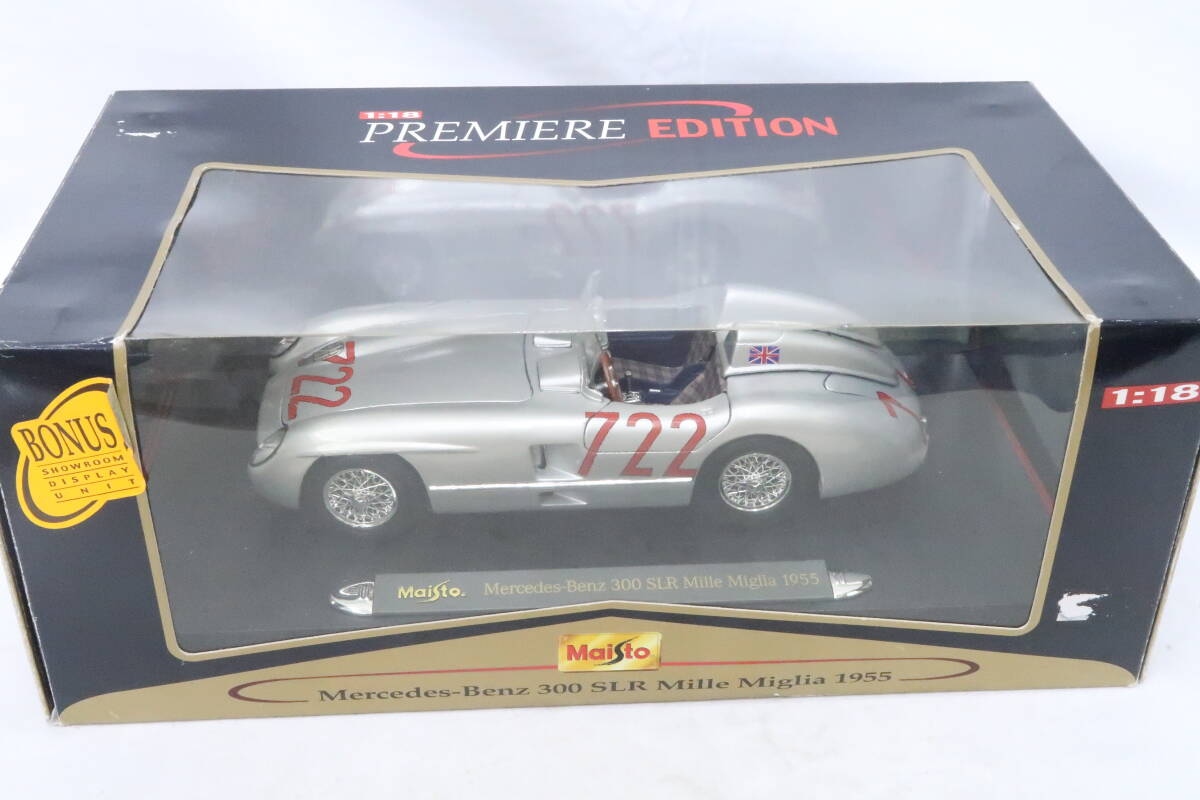 1:18
PREMIERE EDITION
722
722
7
1:18
BONUS
SHOWROOM
DISPLAY
UNIT
Maisto. Mercedes-Benz 300 SLR Mille Miglia 1955
Maisto
Mercedes-Benz 300 SLR Mille Miglia 1955